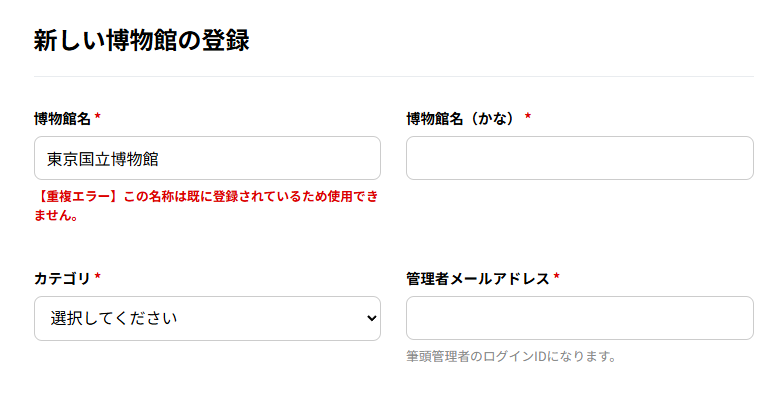 新しい博物館の登録
博物館名 *
博物館名（かな） *
東京国立博物館
【重複エラー】この名称は既に登録されているため使用でき
ません。
カテゴリ *
管理者メールアドレス *
選択してください
筆頭管理者のログインIDになります。